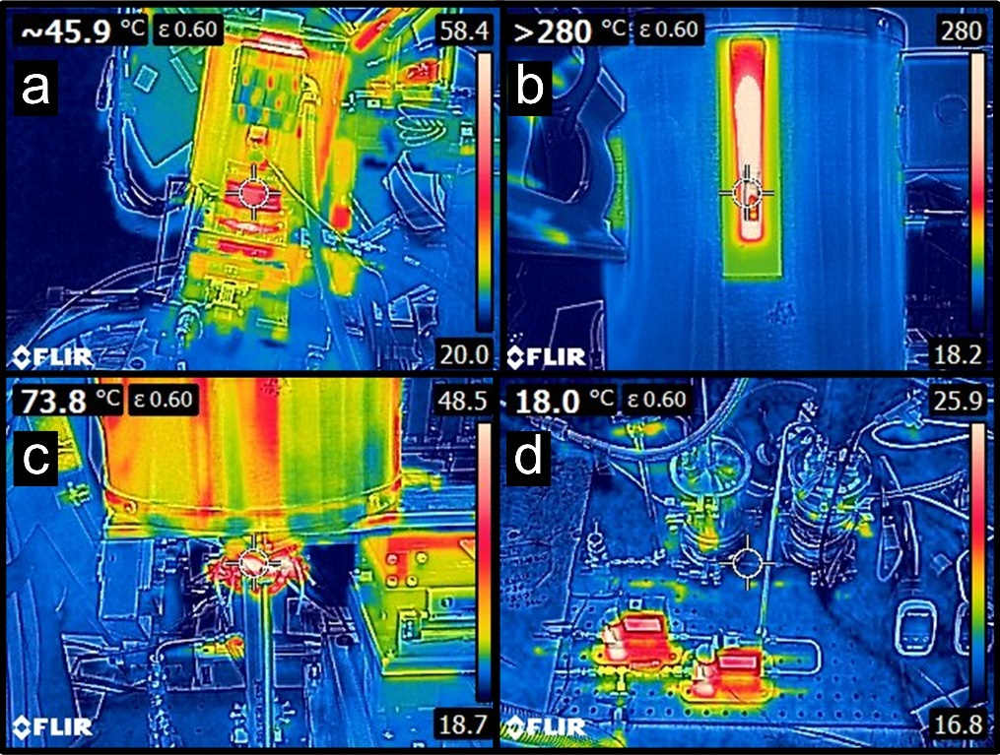 ~45.9 °C ε 0.60 58.4
a
20.0
FLIR
>280 °C ε 0.60 280
b
18.2
FLIR
73.8 °C ε 0.60 48.5
c
18.7
FLIR
18.0 °C ε 0.60 25.9
d
16.8
FLIR